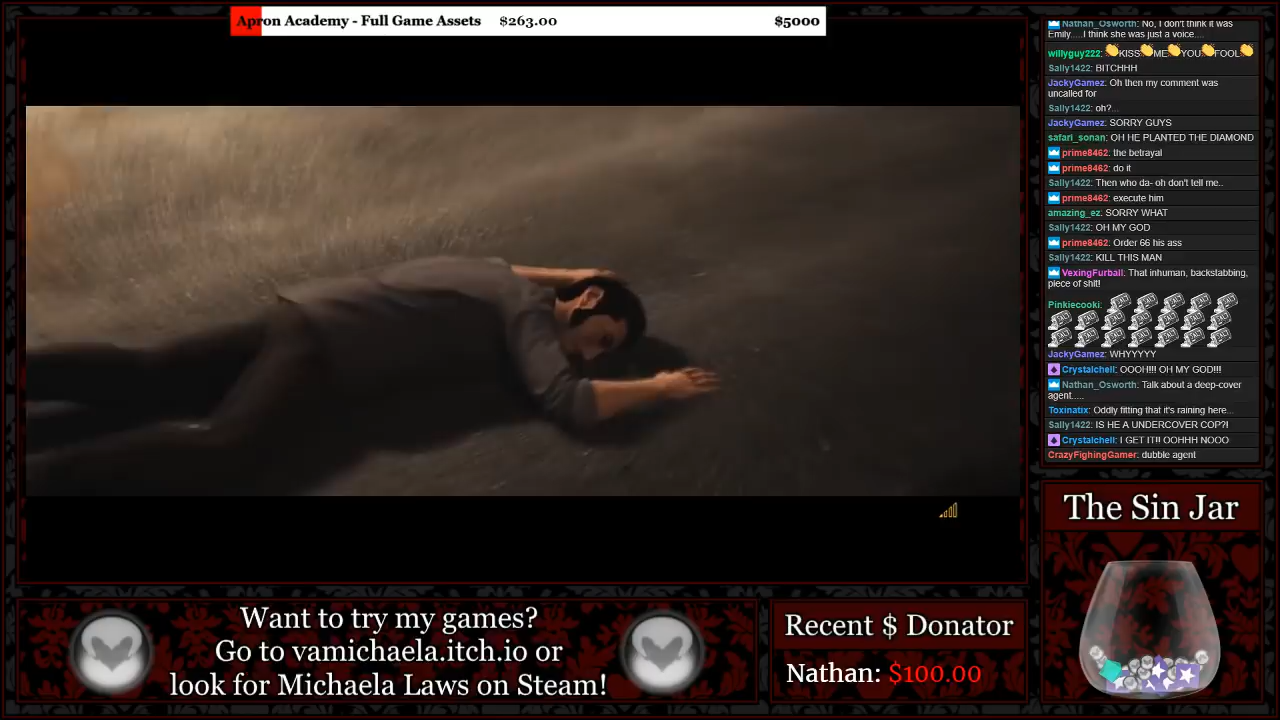 Apron Academy - Full Game Assets $263.00 $5000
Nathan_Osworth: No, I don't think it was
Emily.....I think she was just a voice....
willyguy222: KISS ME YOU FOOL
Sally1422: BITCHHH
JackyGamez: Oh then my comment was
uncalled for
Sally1422: oh?...
JackyGamez: SORRY GUYS
safari_sonan: OH HE PLANTED THE DIAMOND
prime8462: the betrayal
prime8462: do it
Sally1422: Then who da- oh don't tell me..
prime8462: execute him
amazing_ez: SORRY WHAT
Sally1422: OH MY GOD
prime8462: Order 66 his ass
Sally1422: KILL THIS MAN
VexingFurball: That inhuman, backstabbing,
piece of shit!
Pinkiecooki:
JackyGamez: WHYYYYY
Crystalchell: OOOH!!! OH MY GOD!!!
Nathan_Osworth: Talk about a deep-cover
agent.....
Toxinatix: Oddly fitting that it's raining here...
Sally1422: IS HE A UNDERCOVER COP?!
Crystalchell: I GET IT!! OOHHH NOOO
CrazyFighingGamer: dubble agent
The Sin Jar
Want to try my games?
Go to vamichaela.itch.io or
look for Michaela Laws on Steam!
Recent $ Donator
Nathan: $100.00